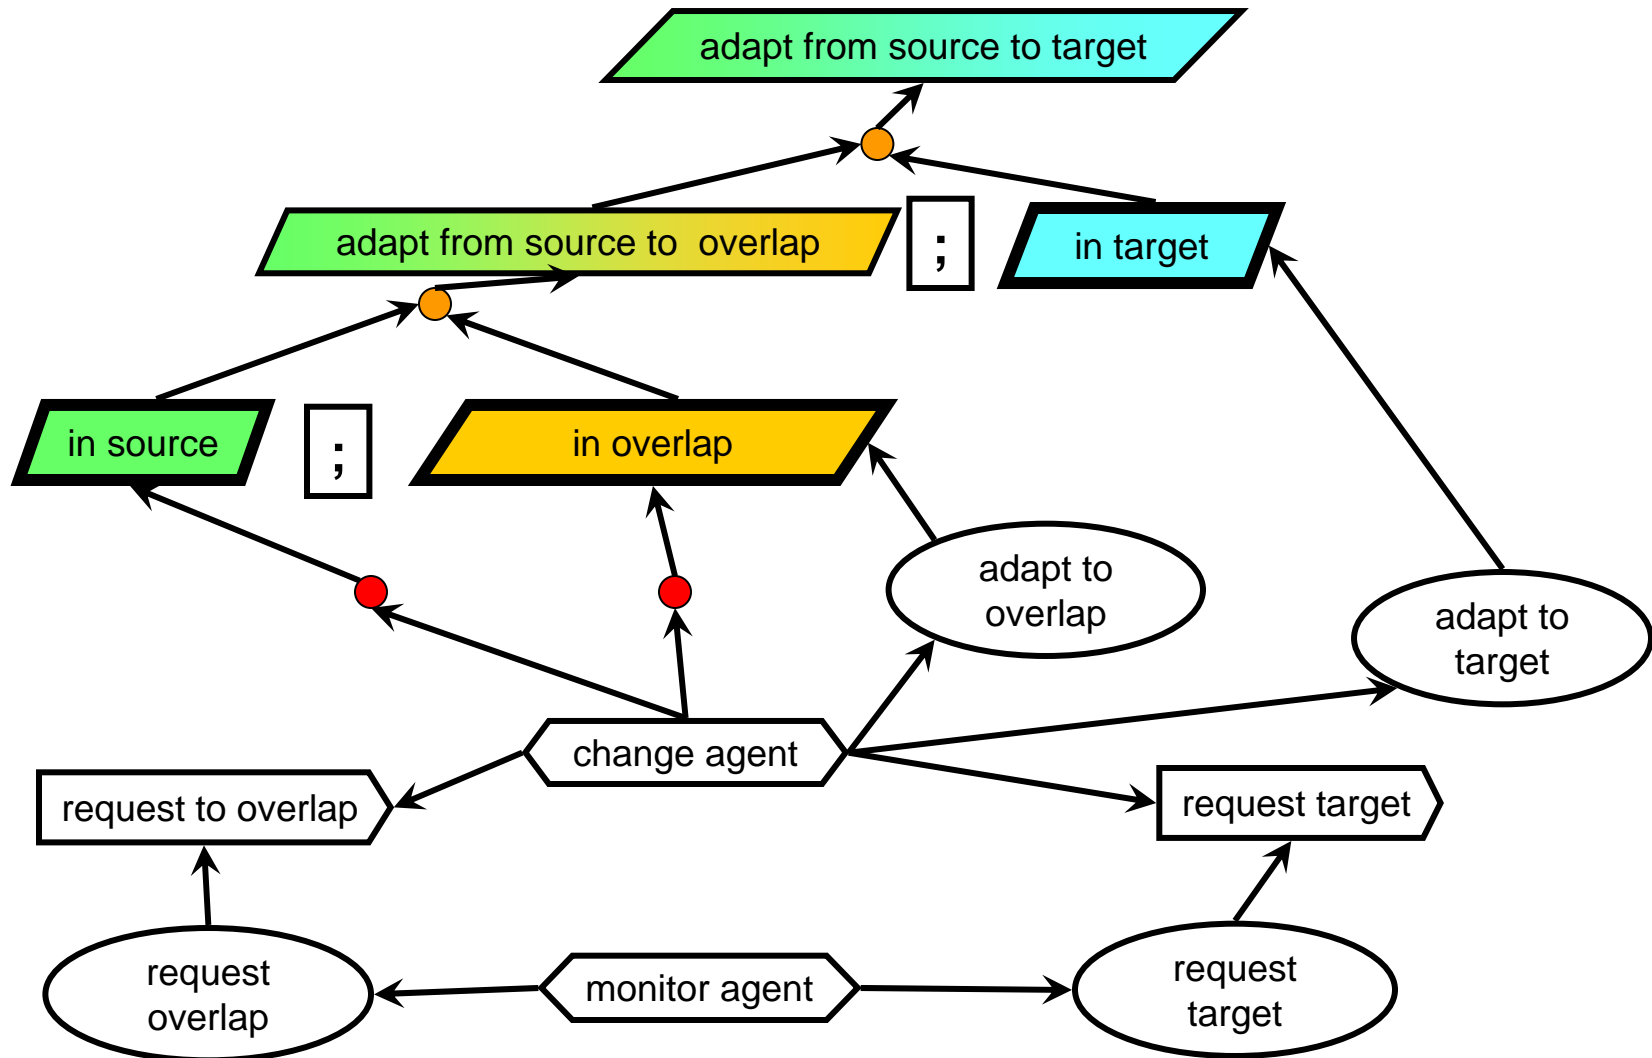 adapt from source to target
adapt from source to  overlap
;
in target
in source
;
in overlap
adapt to
overlap
adapt to
target
change agent
request to overlap
request target
request
overlap
monitor agent
request
target